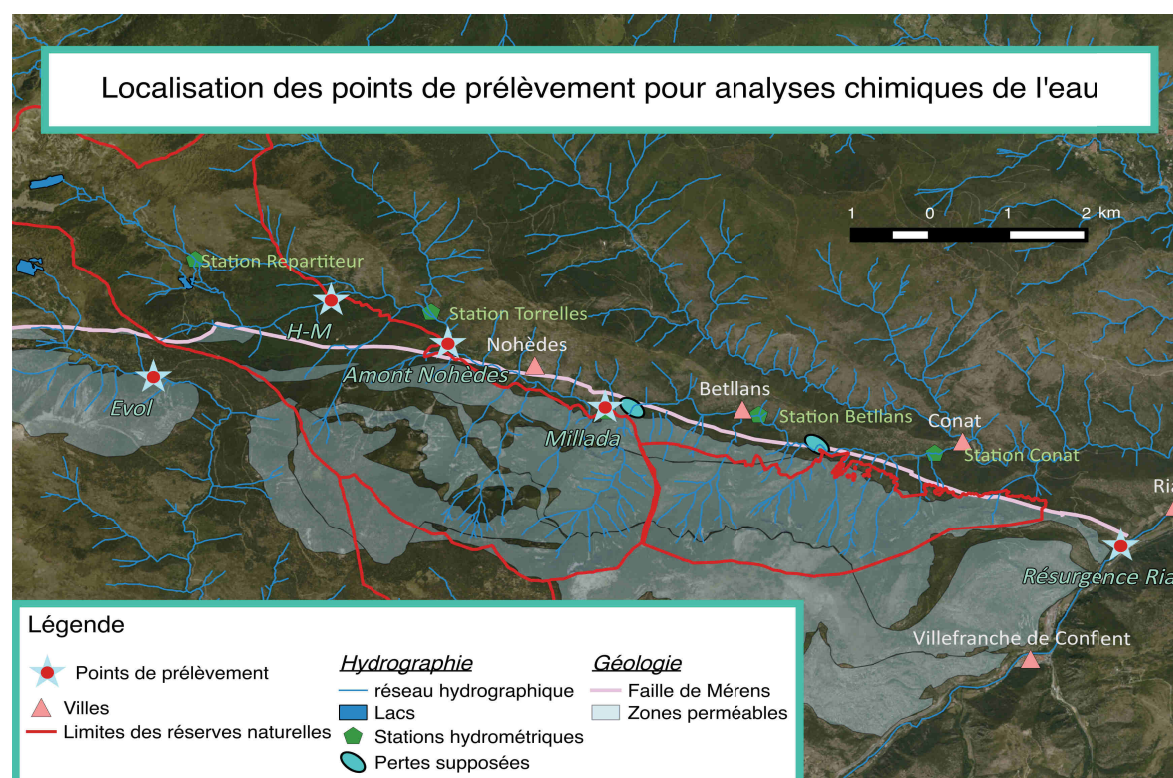 Localisation des points de prélèvement pour analyses chimiques de l'eau
1 0 1 2 km
Station Repartiteur
H-M
Station Torrelles
Nohèdes
Amont Nohèdes
Evol
Betllans
Station Betllans
Millada
Conat
Station Conat
Ria
Résurgence Ria
Villefranche de Conflent
Légende
Points de prélèvement
Villes
Limites des réserves naturelles
Hydrographie
réseau hydrographique
Lacs
Stations hydrométriques
Pertes supposées
Géologie
Faille de Mérens
Zones perméables